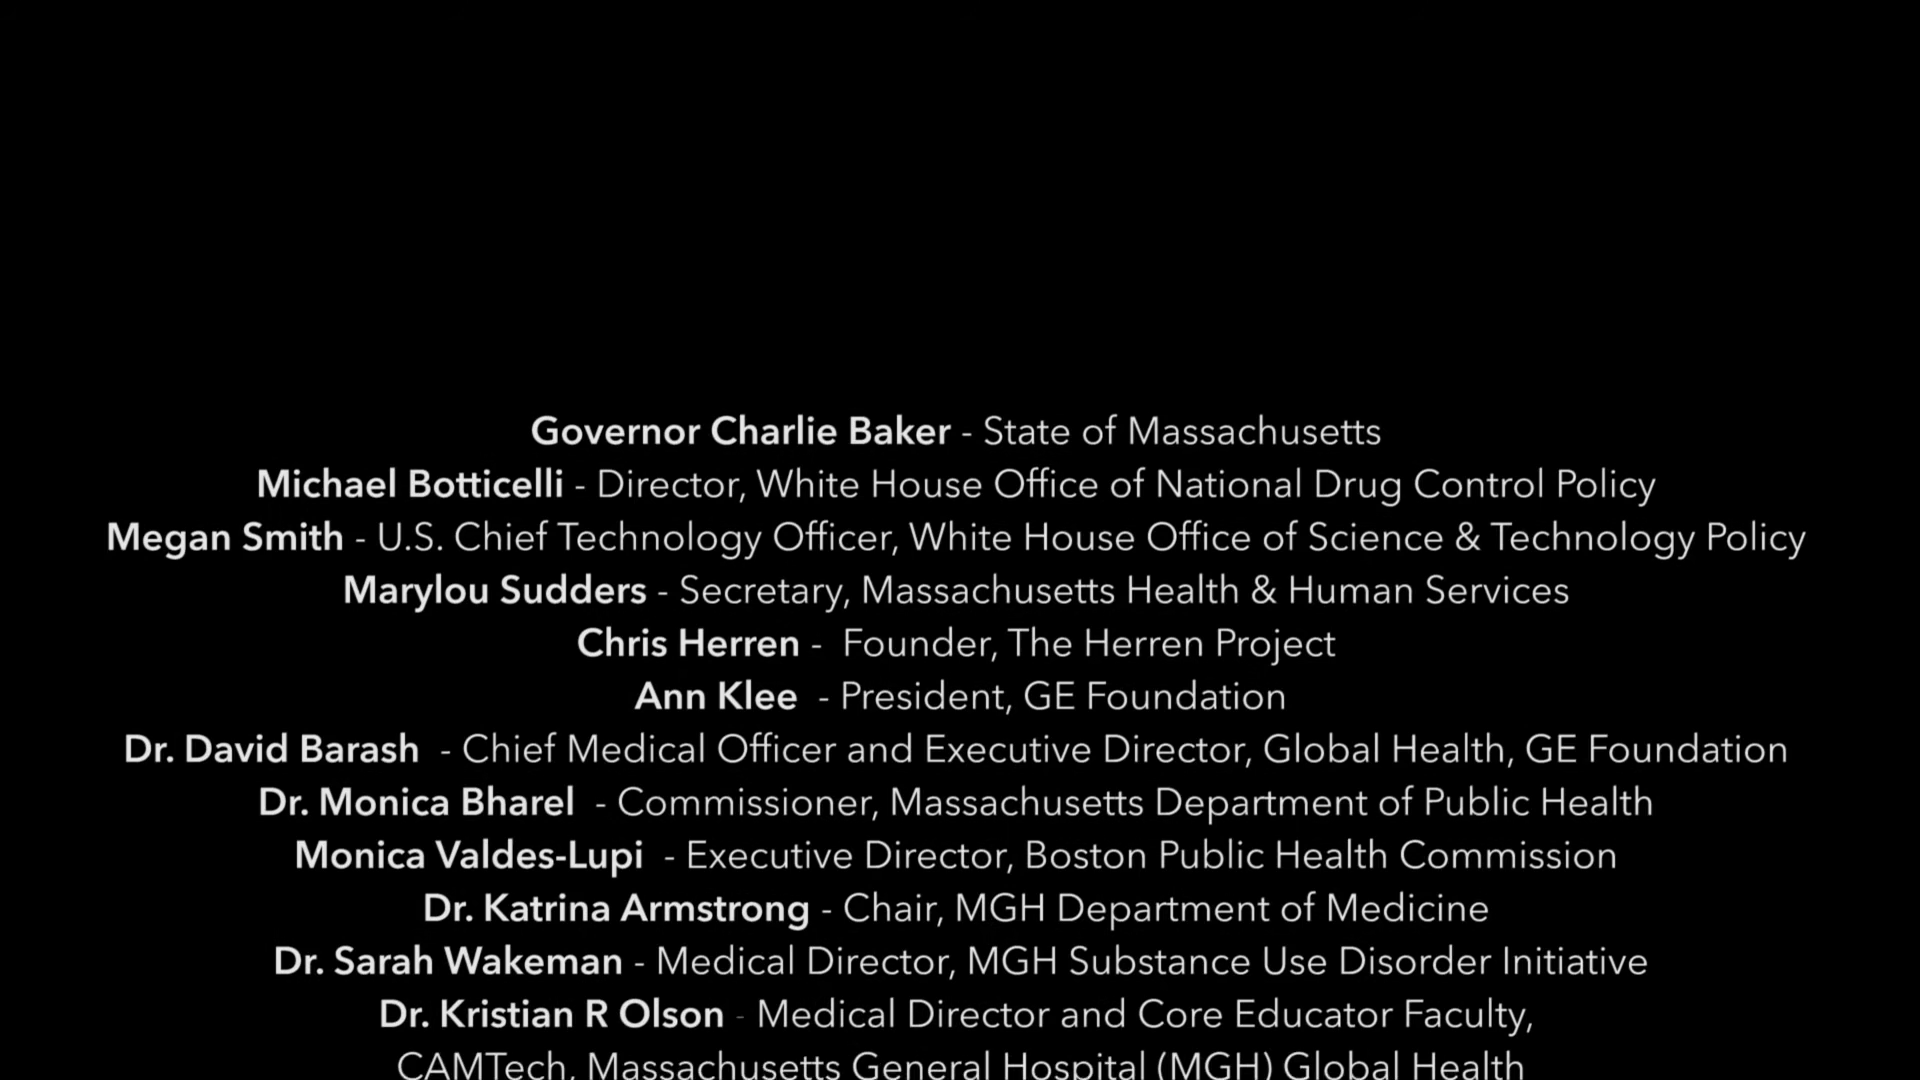 Governor Charlie Baker - State of Massachusetts
Michael Botticelli - Director, White House Office of National Drug Control Policy
Megan Smith - U.S. Chief Technology Officer, White House Office of Science & Technology Policy
Marylou Sudders - Secretary, Massachusetts Health & Human Services
Chris Herren - Founder, The Herren Project
Ann Klee - President, GE Foundation
Dr. David Barash - Chief Medical Officer and Executive Director, Global Health, GE Foundation
Dr. Monica Bharel - Commissioner, Massachusetts Department of Public Health
Monica Valdes-Lupi - Executive Director, Boston Public Health Commission
Dr. Katrina Armstrong - Chair, MGH Department of Medicine
Dr. Sarah Wakeman - Medical Director, MGH Substance Use Disorder Initiative
Dr. Kristian R Olson - Medical Director and Core Educator Faculty,
CAMTech, Massachusetts General Hospital (MGH) Global Health